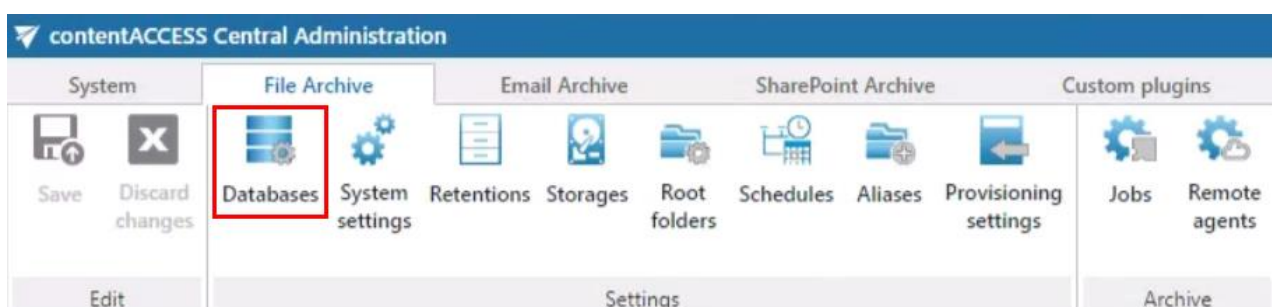 contentACCESS Central Administration
System File Archive Email Archive SharePoint Archive Custom plugins
Save Discard Databases System Retentions Storages Root Schedules Aliases Provisioning Jobs Remote
changes settings folders settings agents
Edit Settings Archive